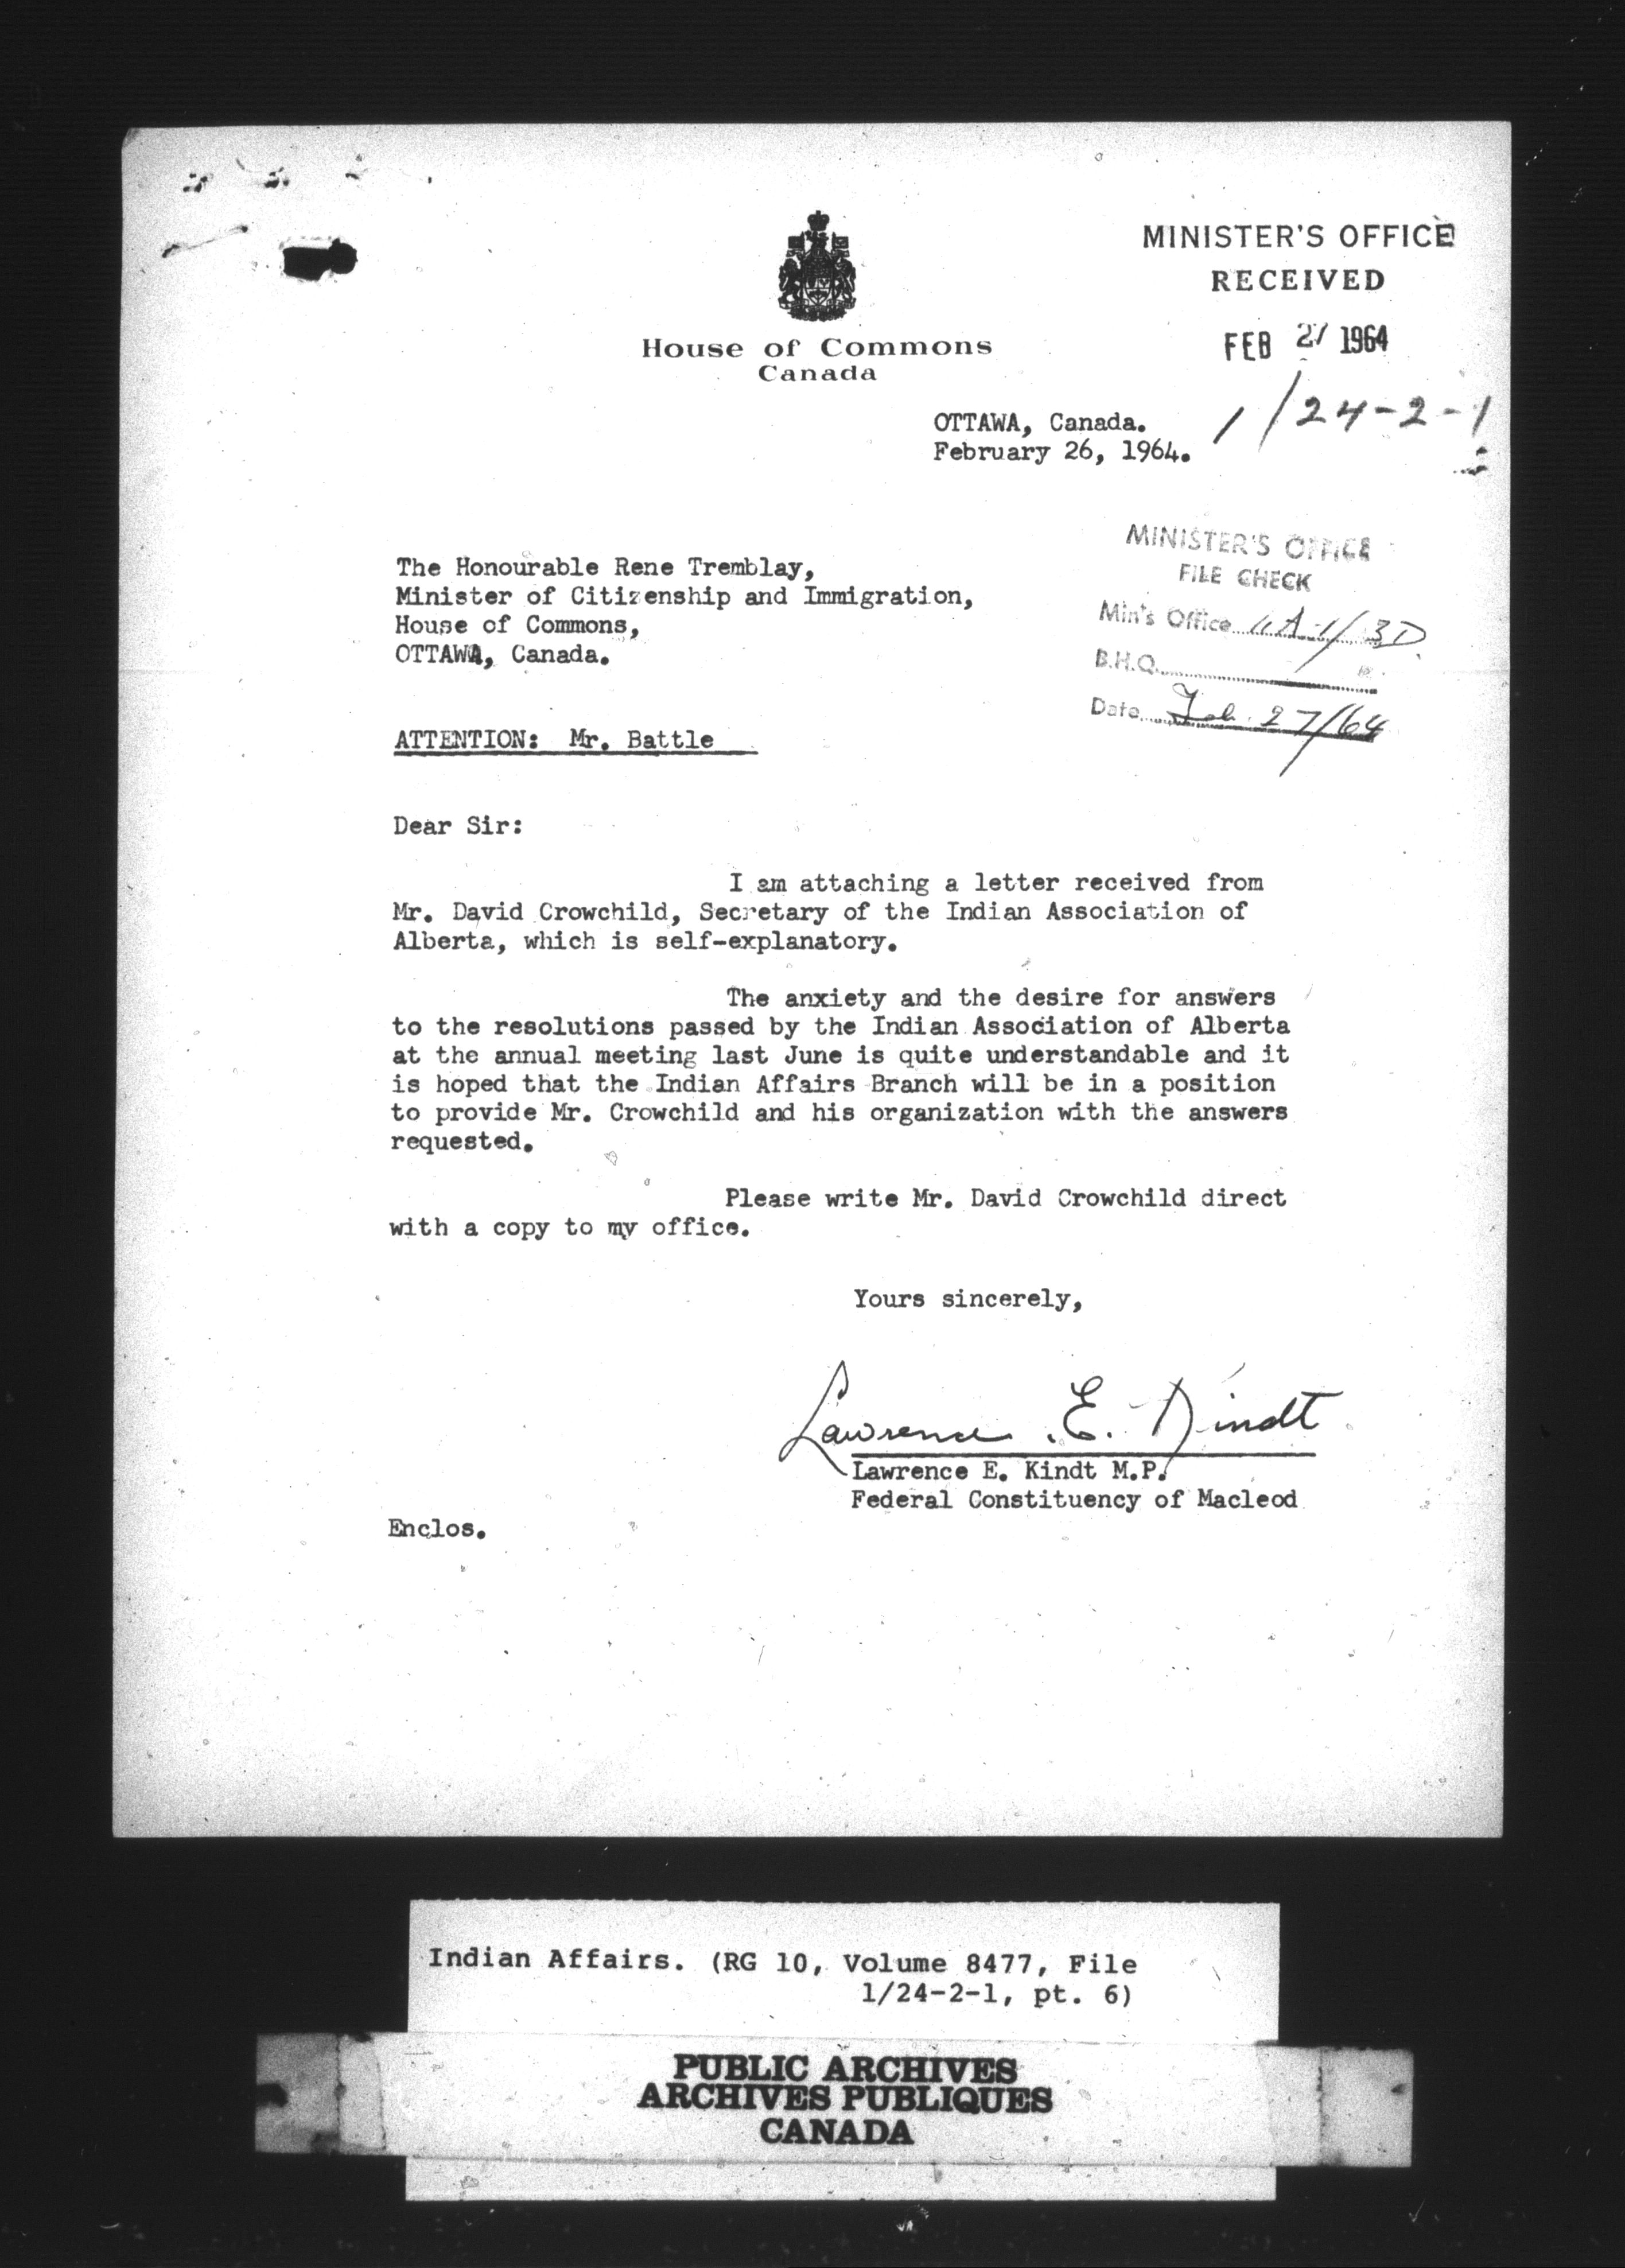 MINISTER'S OFFICE
RECEIVED
FEB 27 1964
House of Commons
Canada
1/24-2-1
OTTAWA, Canada.
February 26, 1964.
MINISTER'S OFFICE
FILE CHECK
Min's Office
B.H.Q.
Date Feb. 27/64
The Honourable Rene Tremblay,
Minister of Citizenship and Immigration,
House of Commons,
OTTAWA, Canada.
ATTENTION: Mr. Battle
Dear Sir:
I am attaching a letter received from
Mr. David Crowchild, Secretary of the Indian Association of
Alberta, which is self-explanatory.
The anxiety and the desire for answers
to the resolutions passed by the Indian Association of Alberta
at the annual meeting last June is quite understandable and it
is hoped that the Indian Affairs Branch will be in a position
to provide Mr. Crowchild and his organization with the answers
requested.
Please write Mr. David Crowchild direct
with a copy to my office.
Yours sincerely,
Lawrence E. Kindt
Lawrence E. Kindt M.P.
Federal Constituency of Macleod
Enclos.
Indian Affairs. (RG 10, Volume 8477, File
1/24-2-1, pt. 6)
PUBLIC ARCHIVES
ARCHIVES PUBLIQUES
CANADA